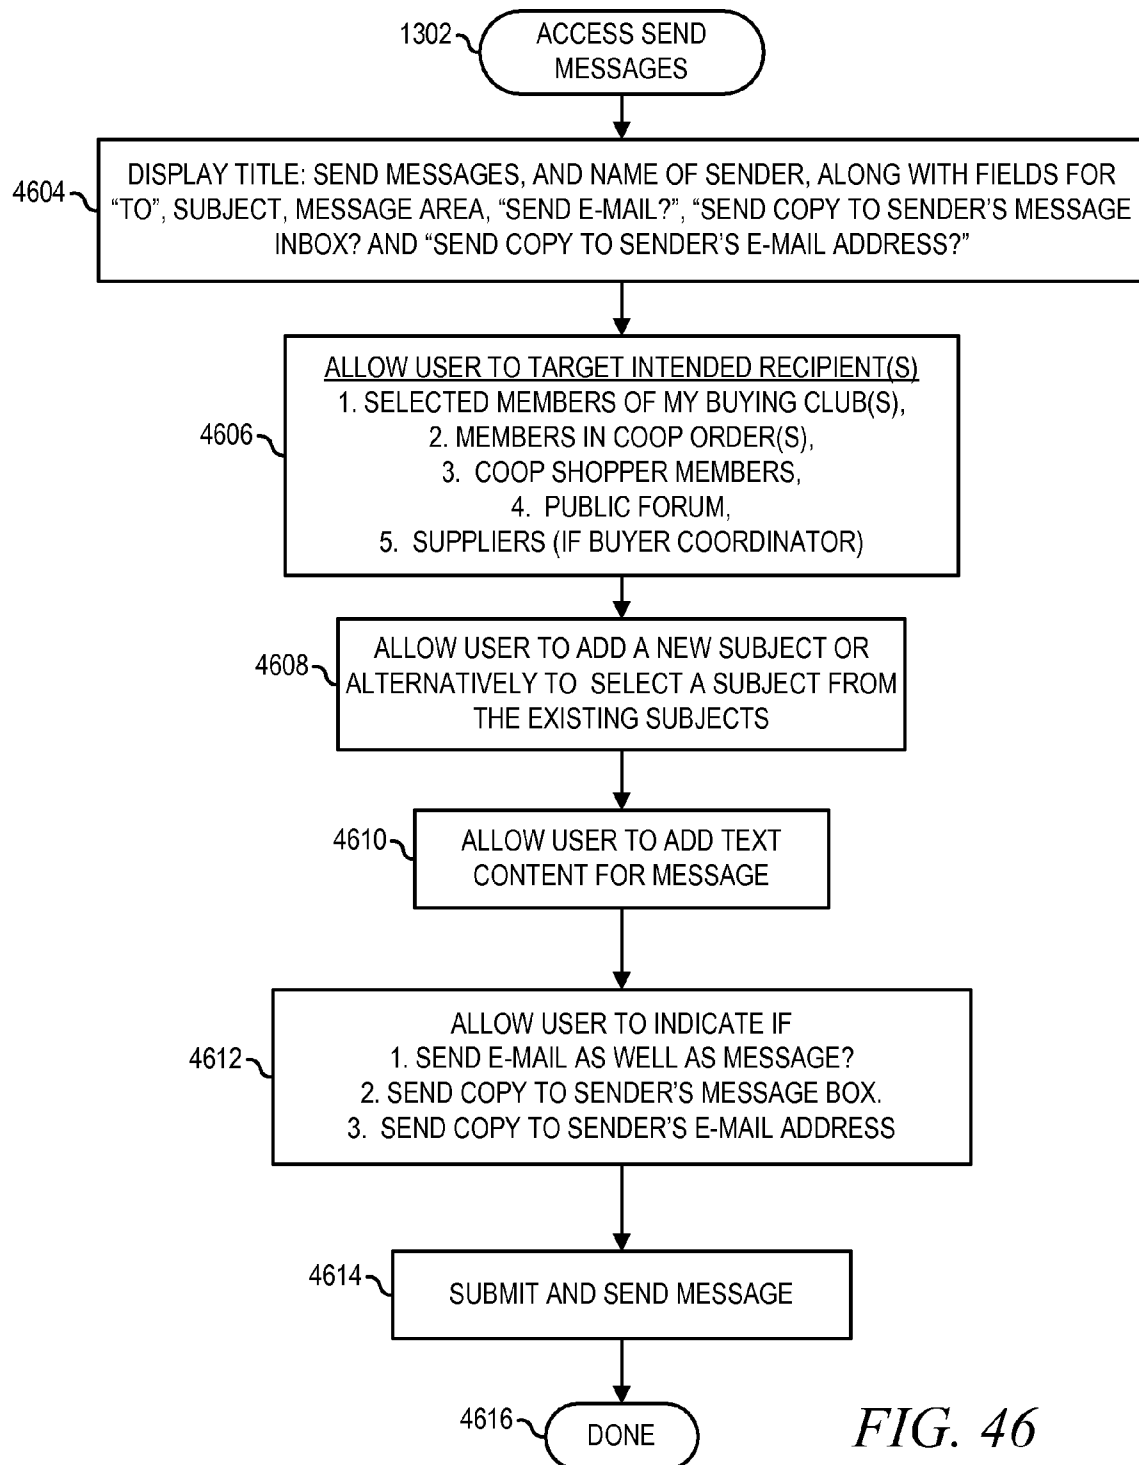 1302
ACCESS SEND
MESSAGES
4604
DISPLAY TITLE: SEND MESSAGES, AND NAME OF SENDER, ALONG WITH FIELDS FOR
“TO”, SUBJECT, MESSAGE AREA, “SEND E-MAIL?”, “SEND COPY TO SENDER’S MESSAGE
INBOX? AND “SEND COPY TO SENDER’S E-MAIL ADDRESS?”
4606
ALLOW USER TO TARGET INTENDED RECIPIENT(S)
1. SELECTED MEMBERS OF MY BUYING CLUB(S),
2. MEMBERS IN COOP ORDER(S),
3. COOP SHOPPER MEMBERS,
4. PUBLIC FORUM,
5. SUPPLIERS (IF BUYER COORDINATOR)
4608
ALLOW USER TO ADD A NEW SUBJECT OR
ALTERNATIVELY TO SELECT A SUBJECT FROM
THE EXISTING SUBJECTS
4610
ALLOW USER TO ADD TEXT
CONTENT FOR MESSAGE
4612
ALLOW USER TO INDICATE IF
1. SEND E-MAIL AS WELL AS MESSAGE?
2. SEND COPY TO SENDER’S MESSAGE BOX.
3. SEND COPY TO SENDER’S E-MAIL ADDRESS
4614
SUBMIT AND SEND MESSAGE
4616
DONE
FIG. 46